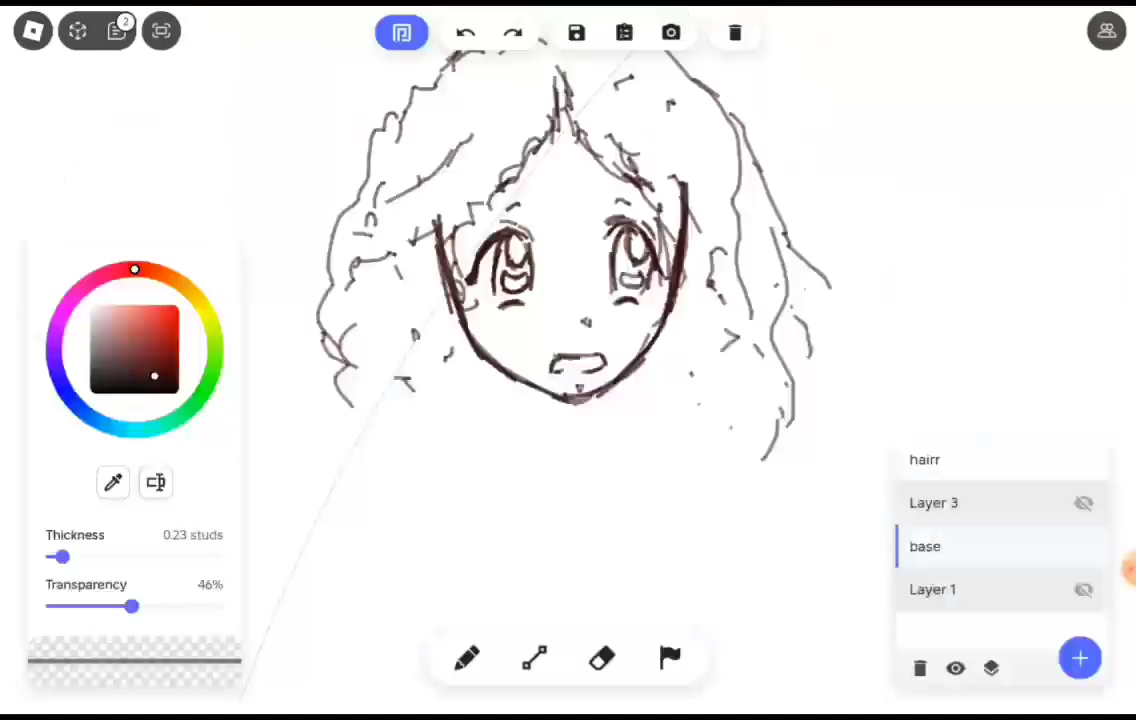 2
hairr
Layer 3
base
Thickness 0.23 studs
Transparency 46%
Layer 1